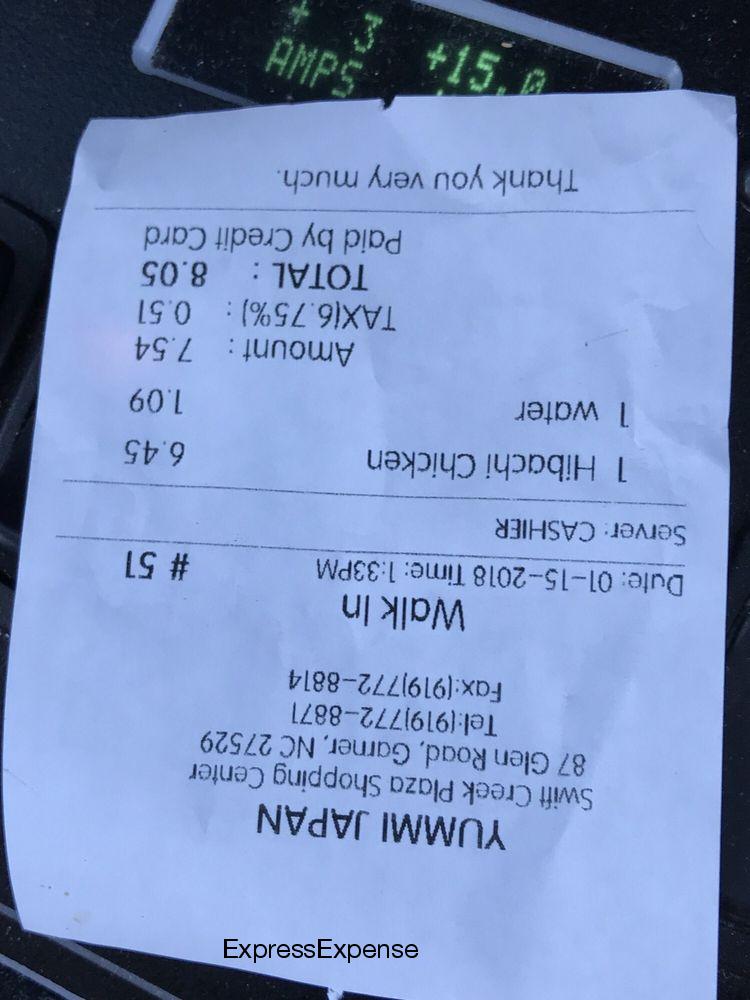 YUMMI JAPAN
Swift Creek Plaza Shopping Center
87 Glen Road, Garner, NC 27529
Tel:(919)772-8871
Fax:(919)772-8814
Walk In
Date: 01-15-2018 Time: 1:33PM # 51
Server: CASHIER
1 Hibachi Chicken 6.45
1 water 1.09
Amount: 7.54
TAX(6.75%): 0.51
TOTAL: 8.05
Paid by Credit Card
Thank you very much.
+ 3 +15.0
AMPS
ExpressExpense